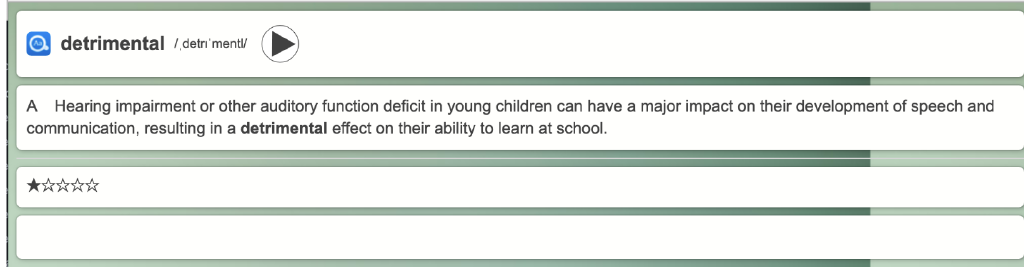 detrimental /ˌdetrɪˈmentl/
A Hearing impairment or other auditory function deficit in young children can have a major impact on their development of speech and
communication, resulting in a detrimental effect on their ability to learn at school.
★☆☆☆☆